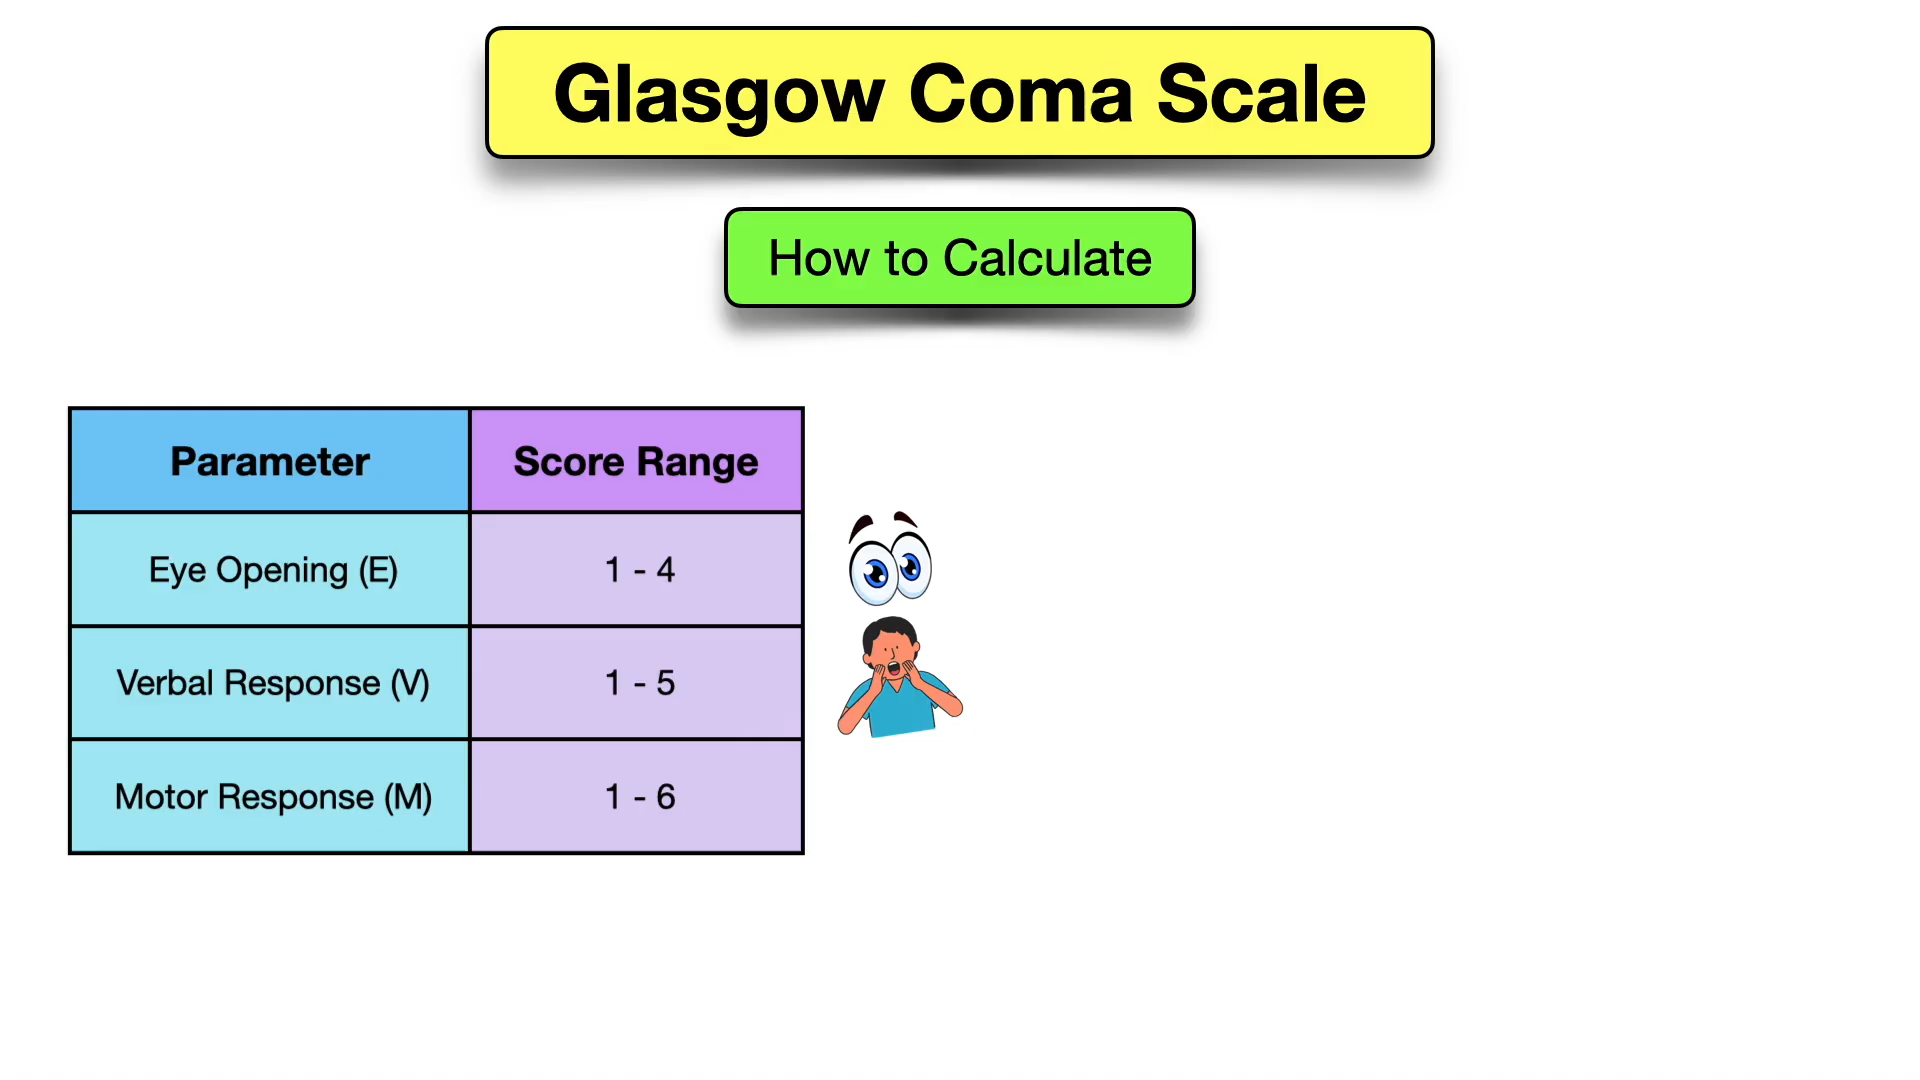 Glasgow Coma Scale
How to Calculate
Parameter Score Range
Eye Opening (E) 1 - 4
Verbal Response (V) 1 - 5
Motor Response (M) 1 - 6